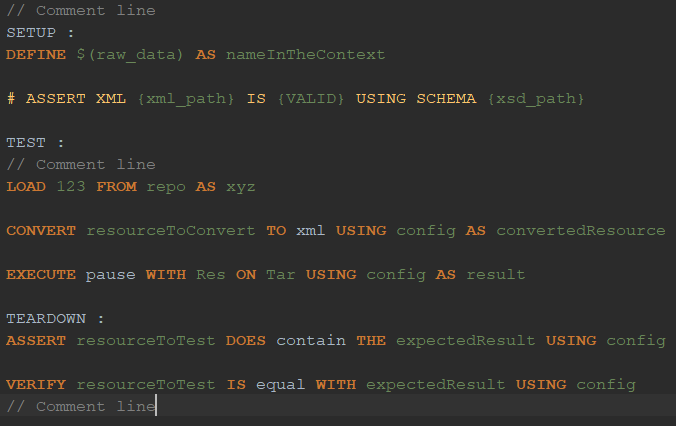 // Comment line
SETUP :
DEFINE $(raw_data) AS nameInTheContext
# ASSERT XML {xml_path} IS {VALID} USING SCHEMA {xsd_path}
TEST :
// Comment line
LOAD 123 FROM repo AS xyz
CONVERT resourceToConvert TO xml USING config AS convertedResource
EXECUTE pause WITH Res ON Tar USING config AS result
TEARDOWN :
ASSERT resourceToTest DOES contain THE expectedResult USING config
VERIFY resourceToTest IS equal WITH expectedResult USING config
// Comment line